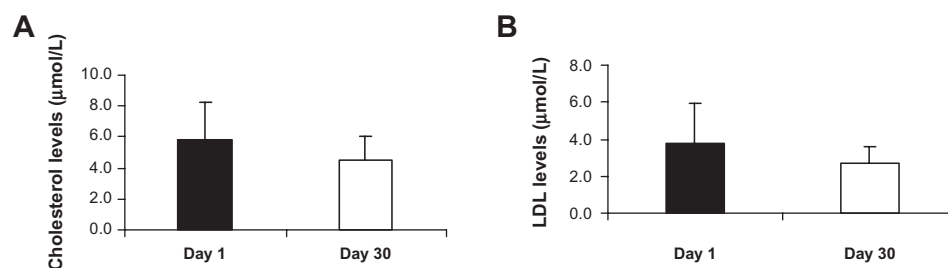 A
Cholesterol levels (μmol/L)
10.0
8.0
6.0
4.0
2.0
0.0
Day 1
Day 30
B
LDL levels (μmol/L)
8.0
6.0
4.0
2.0
0.0
Day 1
Day 30